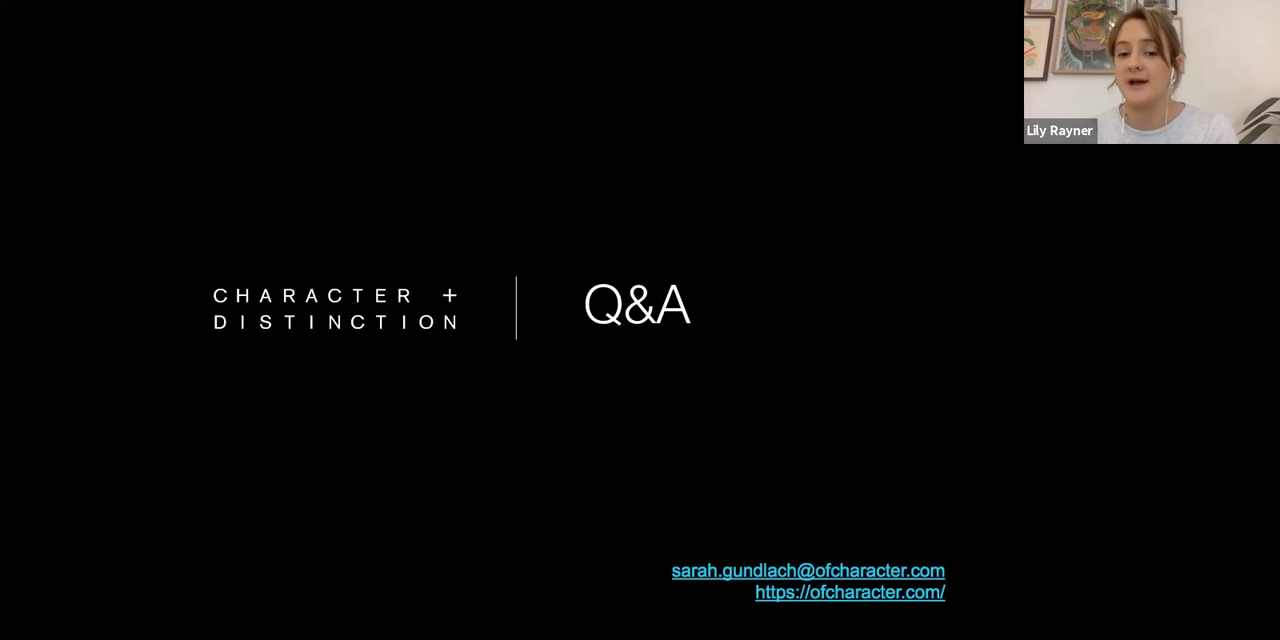 Lily Rayner
CHARACTER +
DISTINCTION
Q&A
sarah.gundlach@ofcharacter.com
https://ofcharacter.com/